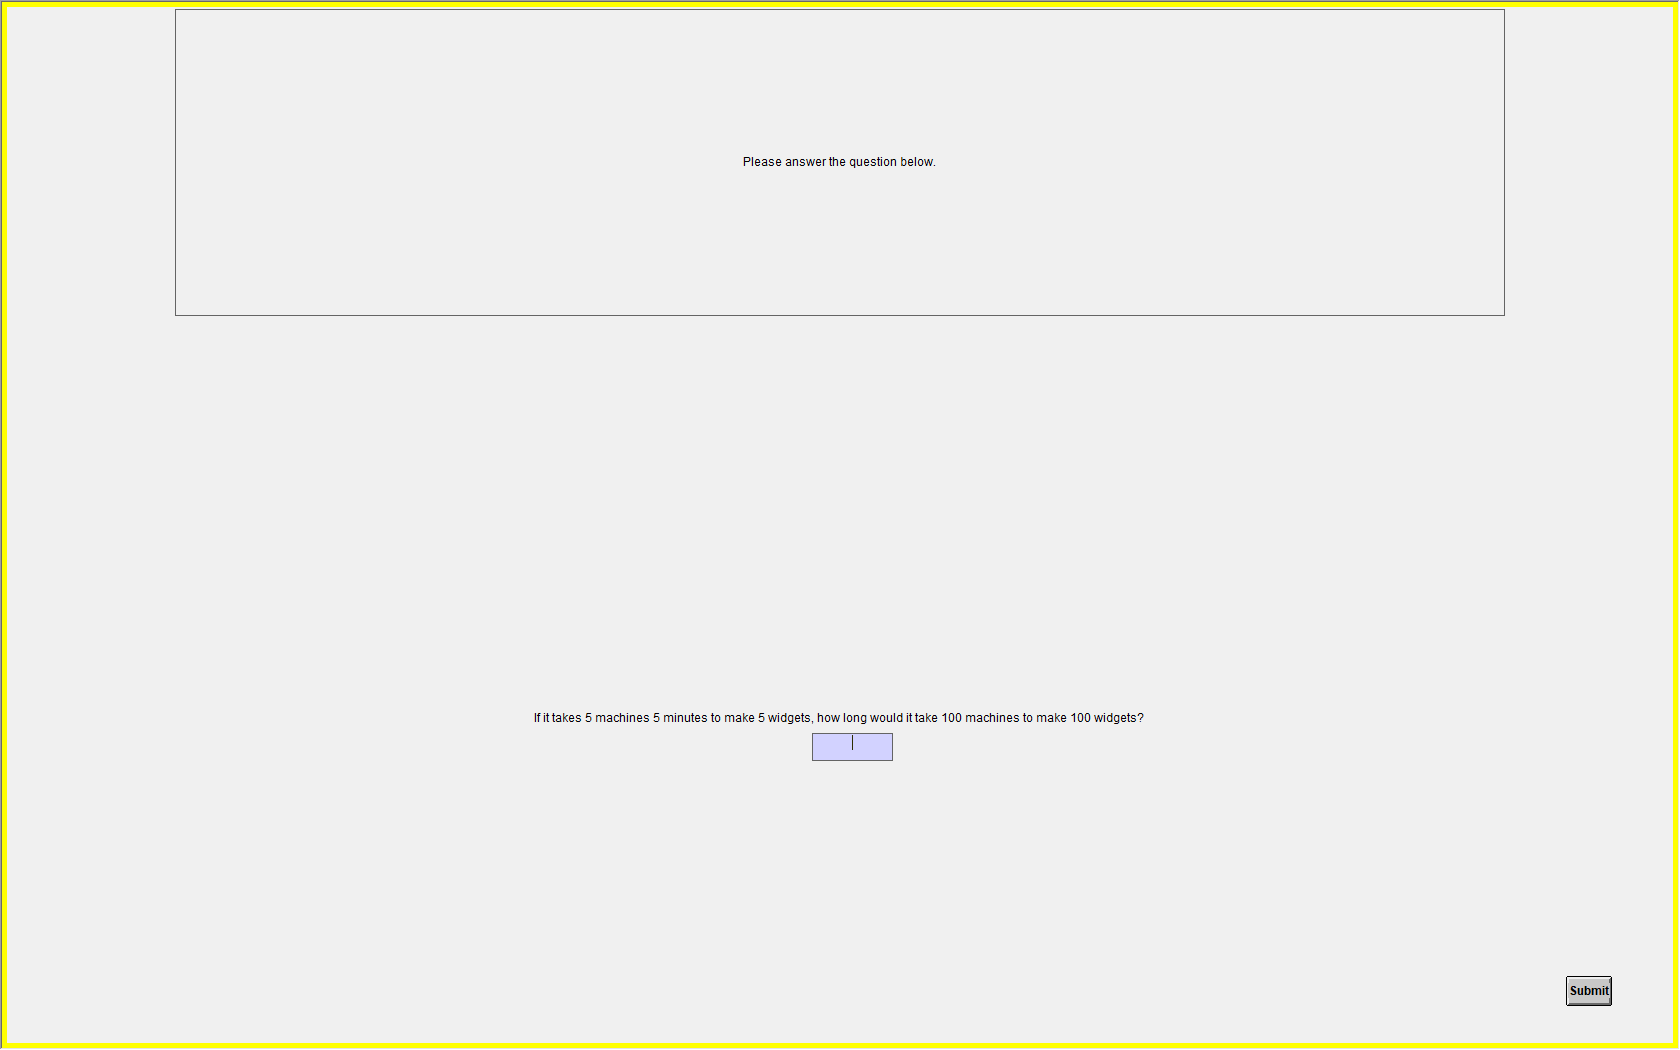 Please answer the question below.
If it takes 5 machines 5 minutes to make 5 widgets, how long would it take 100 machines to make 100 widgets?
Submit